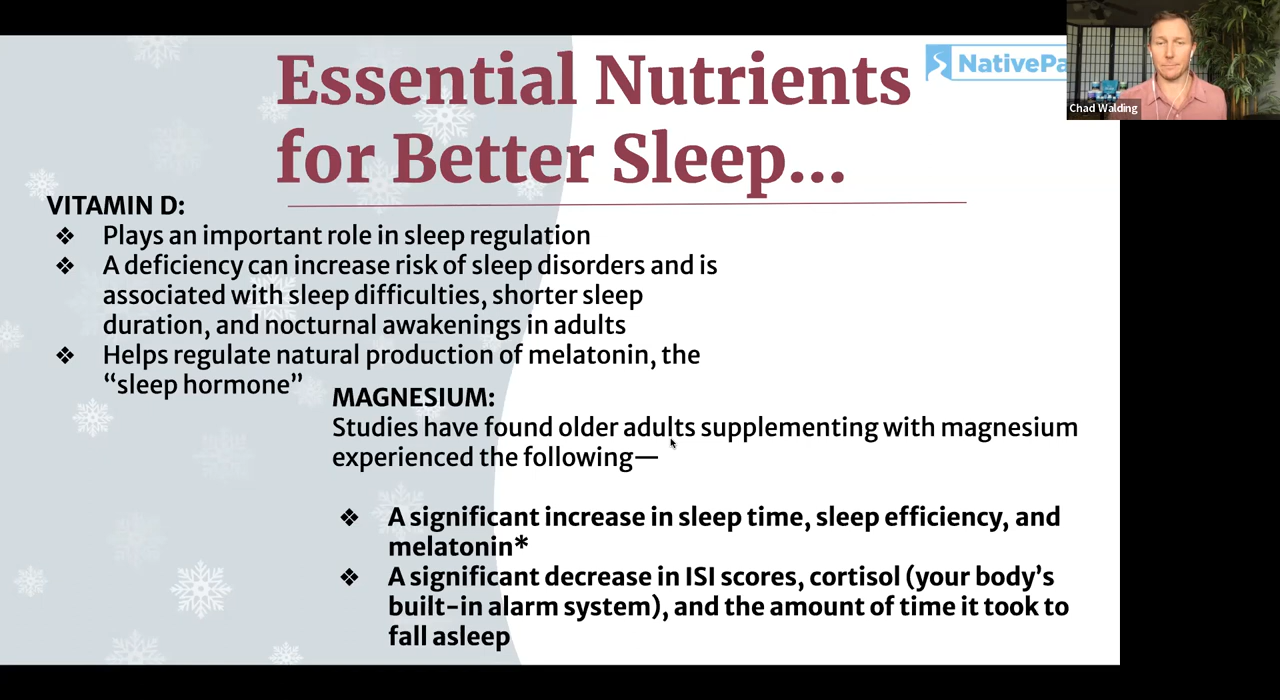 Essential Nutrients
for Better Sleep...
NativePa
Chad Walding
VITAMIN D:
❖ Plays an important role in sleep regulation
❖ A deficiency can increase risk of sleep disorders and is
associated with sleep difficulties, shorter sleep
duration, and nocturnal awakenings in adults
❖ Helps regulate natural production of melatonin, the
“sleep hormone”
MAGNESIUM:
Studies have found older adults supplementing with magnesium
experienced the following—
❖ A significant increase in sleep time, sleep efficiency, and
melatonin*
❖ A significant decrease in ISI scores, cortisol (your body’s
built-in alarm system), and the amount of time it took to
fall asleep